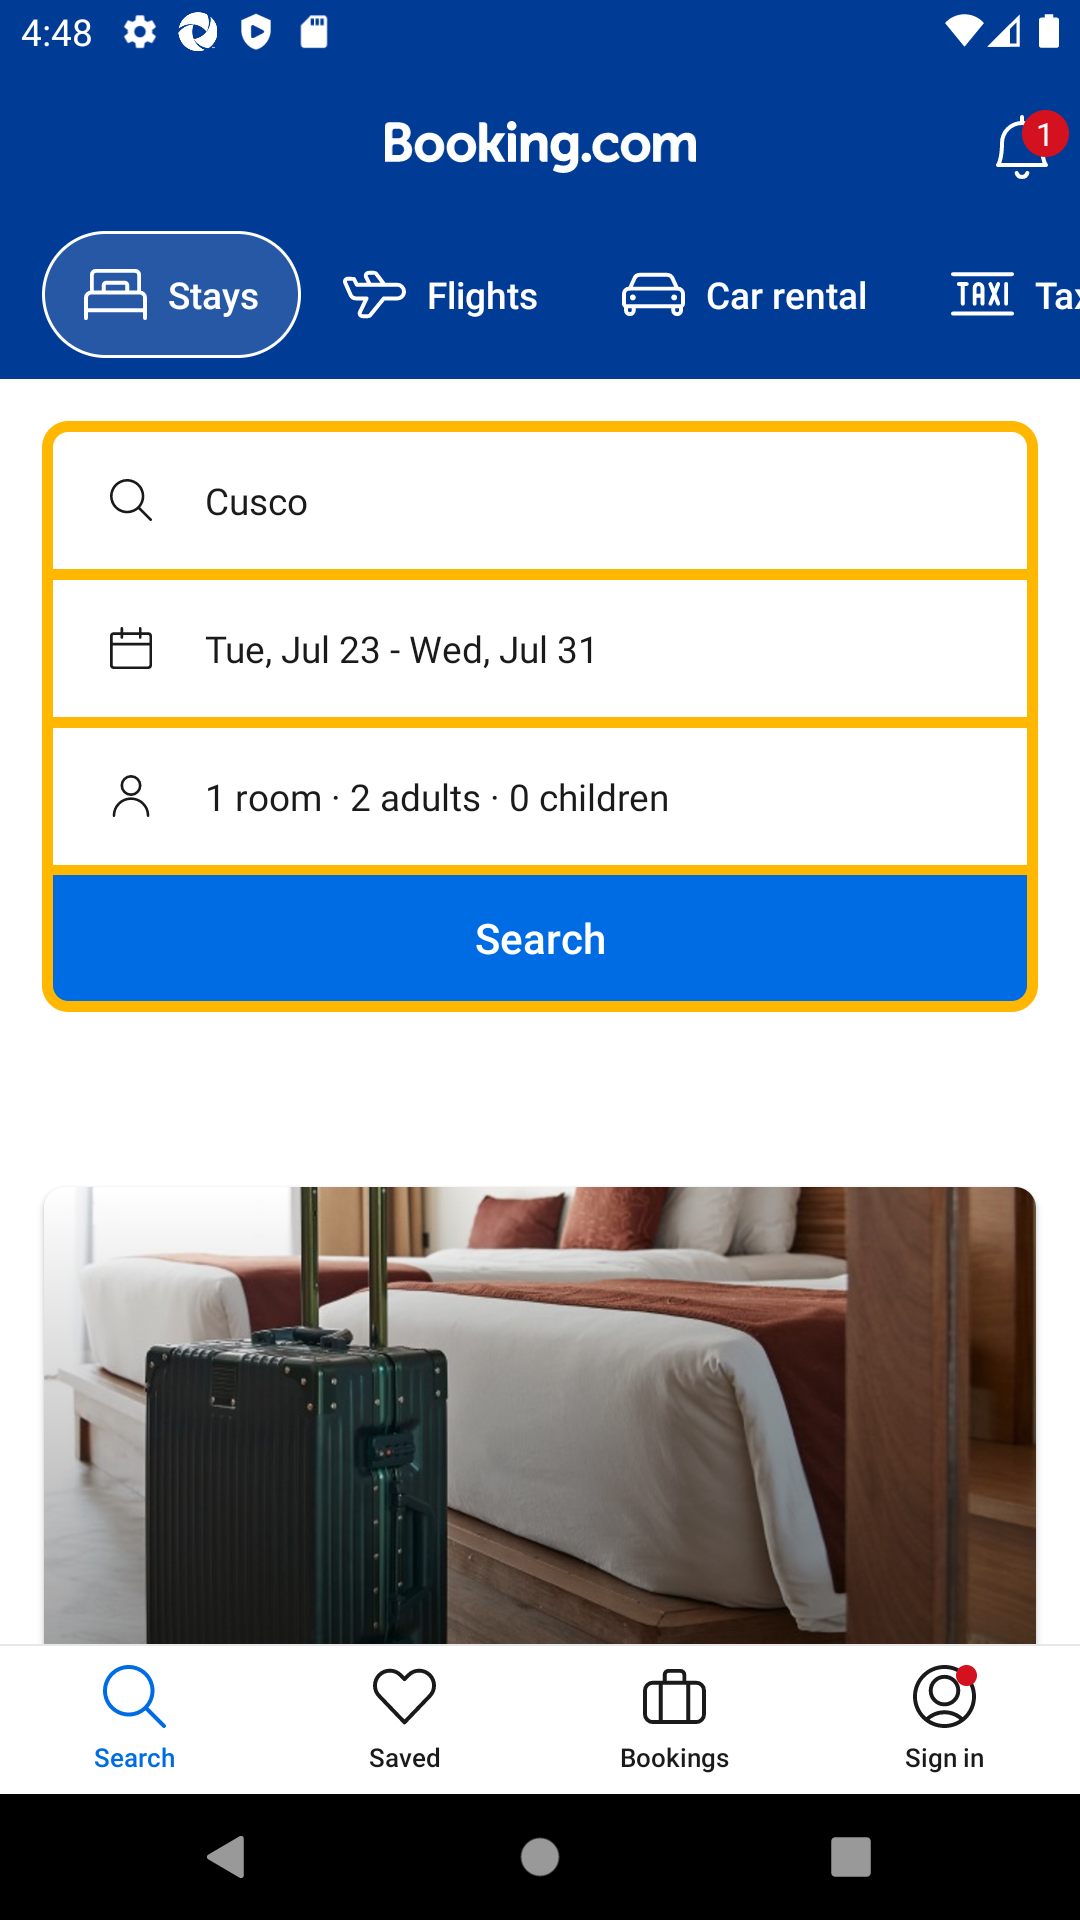 4:48
Booking.com
1
Stays
Flights
Car rental
TAXI
Cusco
Tue, Jul 23 - Wed, Jul 31
1 room · 2 adults · 0 children
Search
Search
Saved
Bookings
Sign in